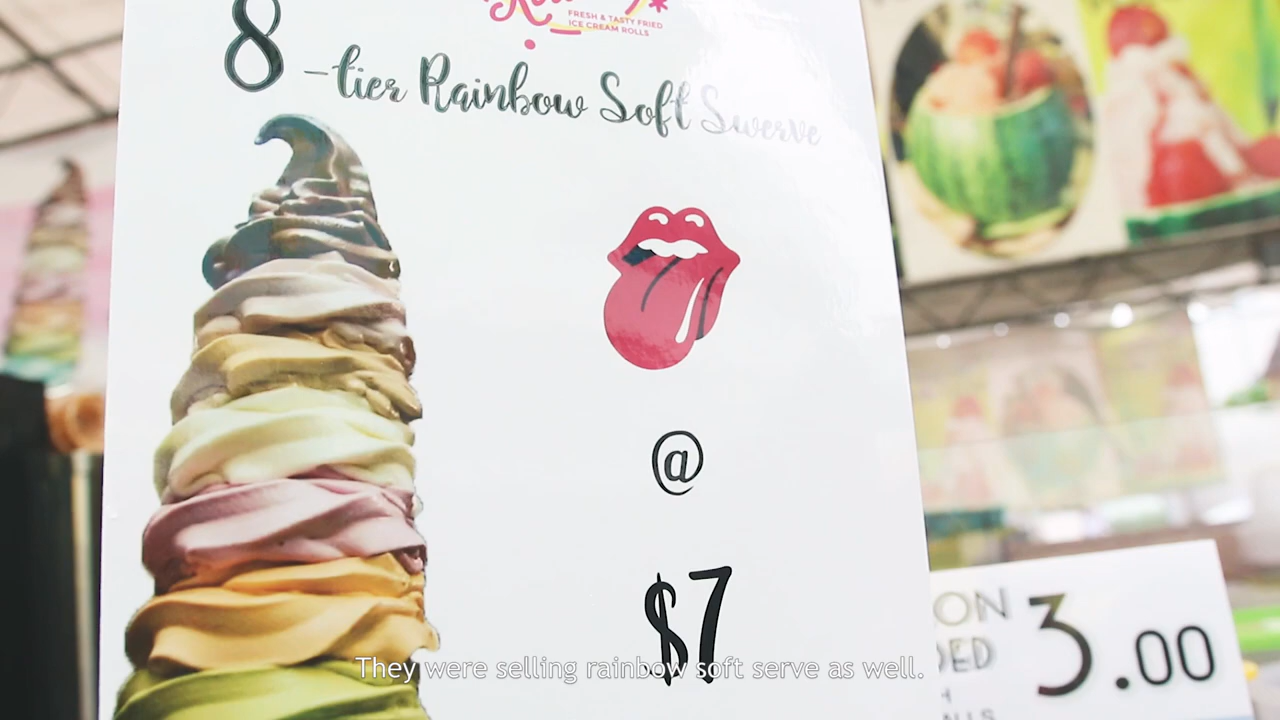 FRESH & TASTY FRIED
ICE CREAM ROLLS
8 -tier Rainbow Soft Swerve
@
$7
ON
3.00
They were selling rainbow soft serve as well.